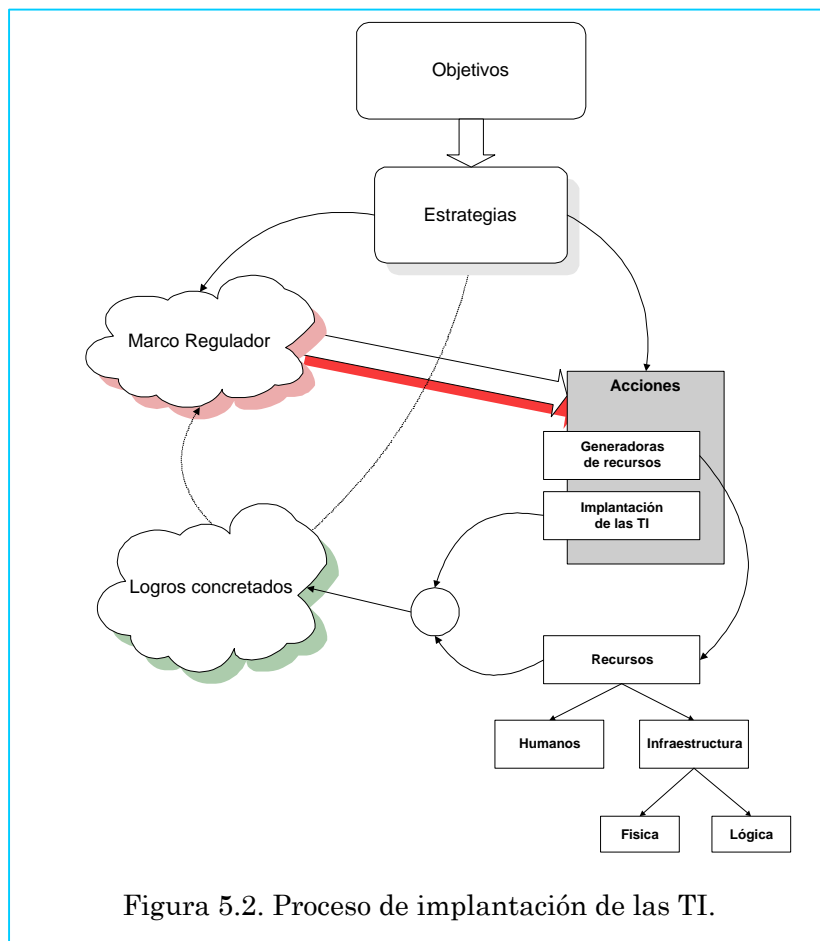 Objetivos
Estrategias
Marco Regulador
Acciones
Generadoras
de recursos
Implantación
de las TI
Logros concretados
Recursos
Humanos
Infraestructura
Fisica
Lógica
Figura 5.2. Proceso de implantación de las TI.